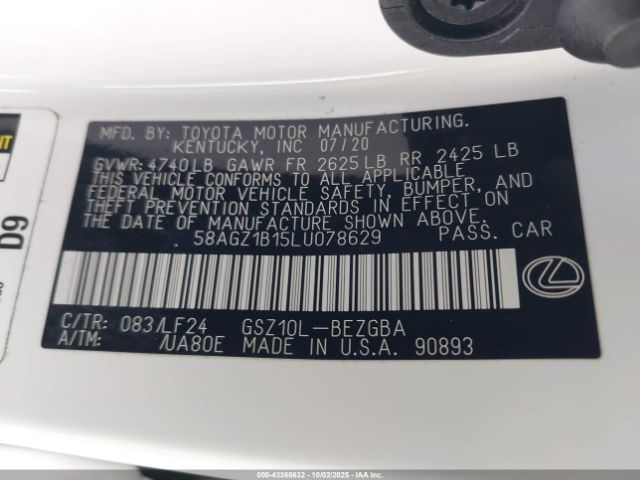 MFD. BY: TOYOTA MOTOR MANUFACTURING.
KENTUCKY, INC 07/20
GVWR: 4740 LB GAWR FR 2625 LB RR 2425 LB
THIS VEHICLE CONFORMS TO ALL APPLICABLE
FEDERAL MOTOR VEHICLE SAFETY, BUMPER, AND
THEFT PREVENTION STANDARDS IN EFFECT ON
THE DATE OF MANUFACTURE SHOWN ABOVE.
58AGZ1B15LU078629 PASS. CAR
C/TR: 083/LF24 GSZ10L-BEZGBA
A/TM: /UA80E MADE IN U.S.A. 90893
D9
000-43368632 - 10/02/2025 - IAAI.COM